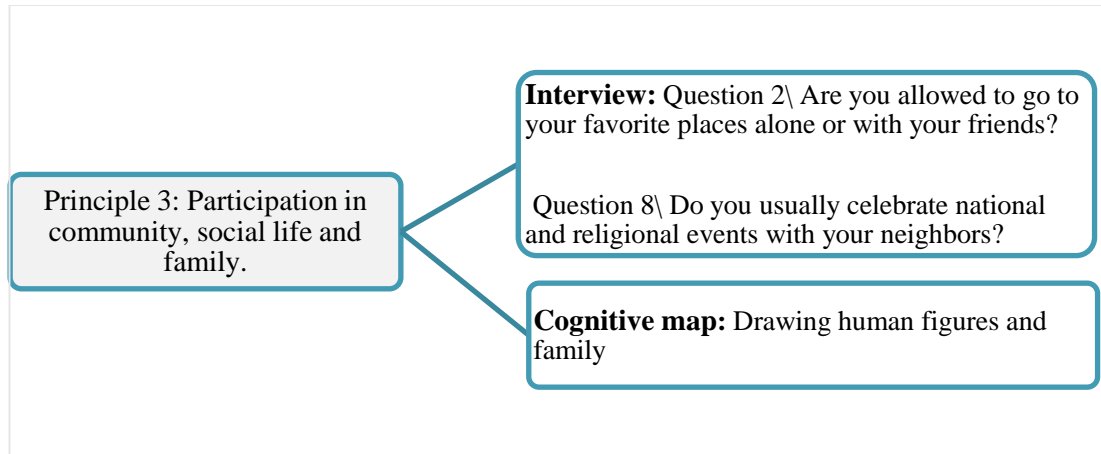 Principle 3: Participation in
community, social life and
family.
Interview: Question 2\ Are you allowed to go to
your favorite places alone or with your friends?
Question 8\ Do you usually celebrate national
and religional events with your neighbors?
Cognitive map: Drawing human figures and
family